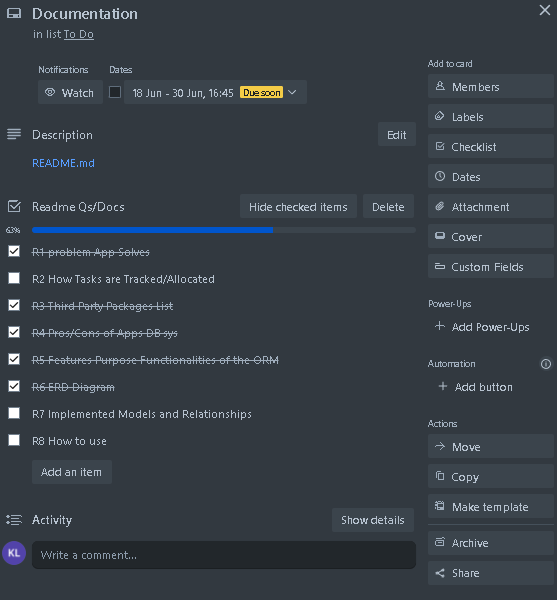 Documentation
in list To Do
Notifications
Dates
Watch
18 Jun - 30 Jun, 16:45 Due soon
Description
Edit
README.md
Readme Qs/Docs
Hide checked items
Delete
63%
R1 problem App Solves
R2 How Tasks are Tracked/Allocated
R3 Third Party Packages List
R4 Pros/Cons of Apps DB sys
R5 Features Purpose Functionalities of the ORM
R6 ERD Diagram
R7 Implemented Models and Relationships
R8 How to use
Add an item
Activity
Show details
KL
Write a comment...
Add to card
Members
Labels
Checklist
Dates
Attachment
Cover
Custom Fields
Power-Ups
Add Power-Ups
Automation
Add button
Actions
Move
Copy
Make template
Archive
Share